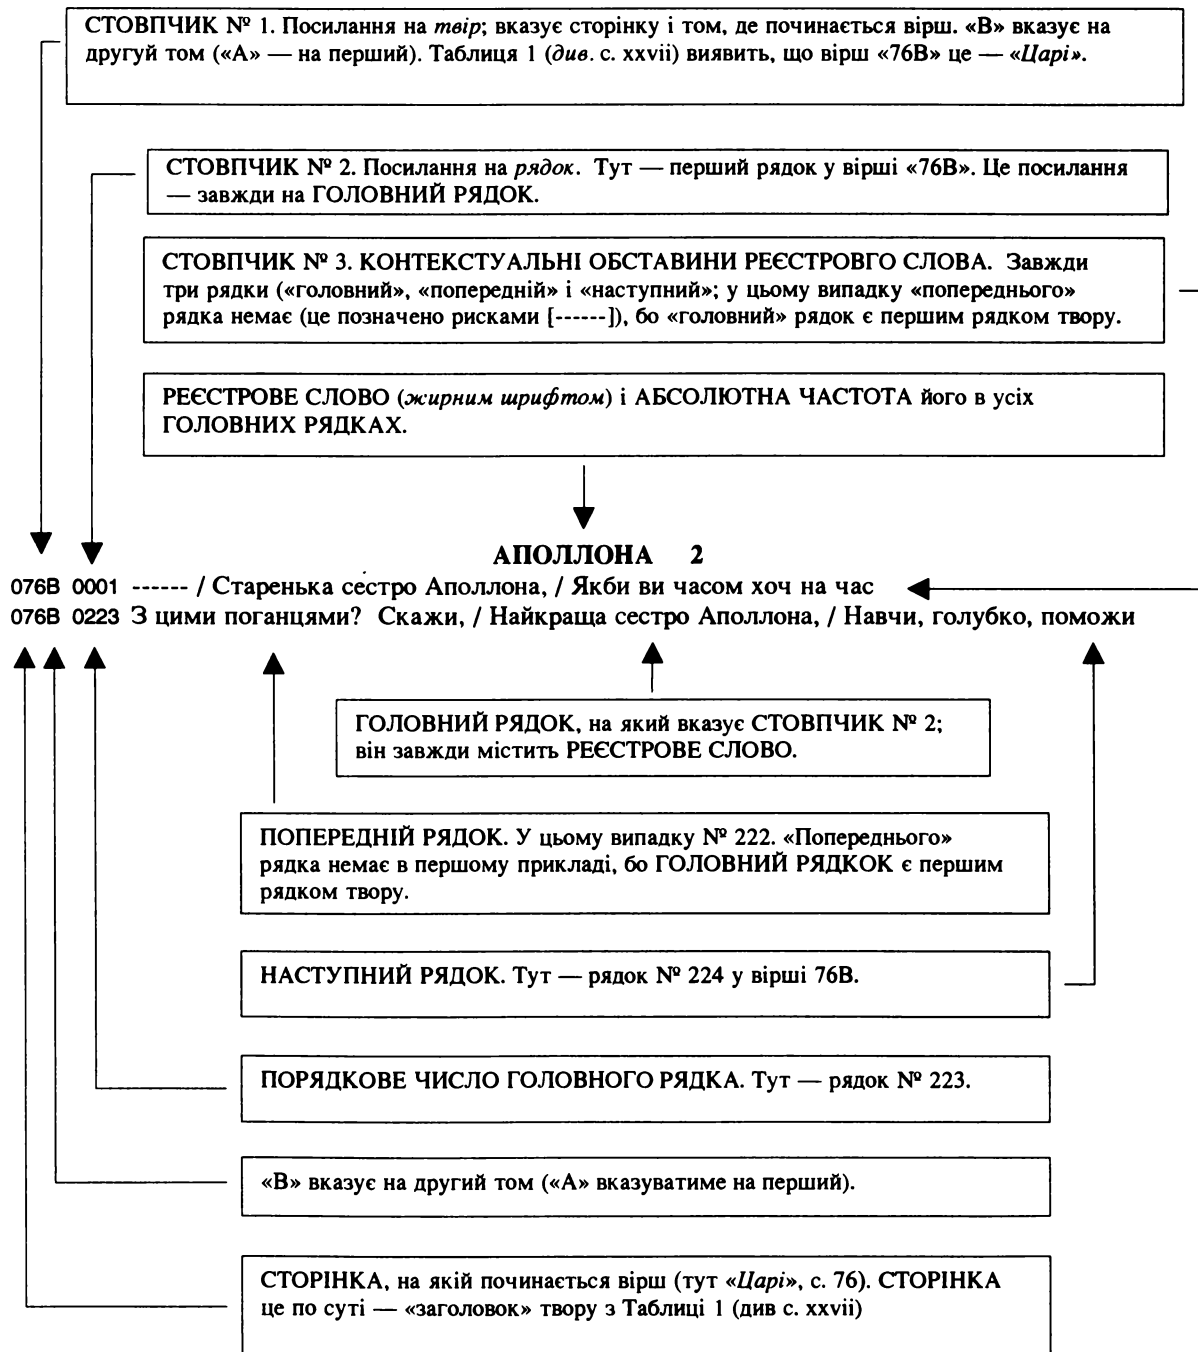 СТОВПЧИК № 1. Посилання на твір; вказує сторінку і том, де починається вірш. «В» вказує на
другуй том («А» — на перший). Таблиця 1 (див. с. xxvii) виявить, що вірш «76В» це — «Царі».
СТОВПЧИК № 2. Посилання на рядок. Тут — перший рядок у вірші «76В». Це посилання
— завжди на ГОЛОВНИЙ РЯДОК.
СТОВПЧИК № 3. КОНТЕКСТУАЛЬНІ ОБСТАВИНИ РЕЄСТРОВГО СЛОВА. Завжди
три рядки («головний», «попередній» і «наступний»; у цьому випадку «попереднього»
рядка немає (це позначено рисками [------]), бо «головний» рядок є першим рядком твору.
РЕЄСТРОВЕ СЛОВО (жирним шрифтом) і АБСОЛЮТНА ЧАСТОТА його в усіх
ГОЛОВНИХ РЯДКАХ.
АПОЛЛОНА 2
076В 0001 ------ / Старенька сестро Аполлона, / Якби ви часом хоч на час
076В 0223 З цими поганцями? Скажи, / Найкраща сестро Аполлона, / Навчи, голубко, поможи
ГОЛОВНИЙ РЯДОК, на який вказує СТОВПЧИК № 2;
він завжди містить РЕЄСТРОВЕ СЛОВО.
ПОПЕРЕДНІЙ РЯДОК. У цьому випадку № 222. «Попереднього»
рядка немає в першому прикладі, бо ГОЛОВНИЙ РЯДКОК є першим
рядком твору.
НАСТУПНИЙ РЯДОК. Тут — рядок № 224 у вірші 76В.
ПОРЯДКОВЕ ЧИСЛО ГОЛОВНОГО РЯДКА. Тут — рядок № 223.
«В» вказує на другий том («А» вказуватиме на перший).
СТОРІНКА, на якій починається вірш (тут «Царі», с. 76). СТОРІНКА
це по суті — «заголовок» твору з Таблиці 1 (див с. xxvii)